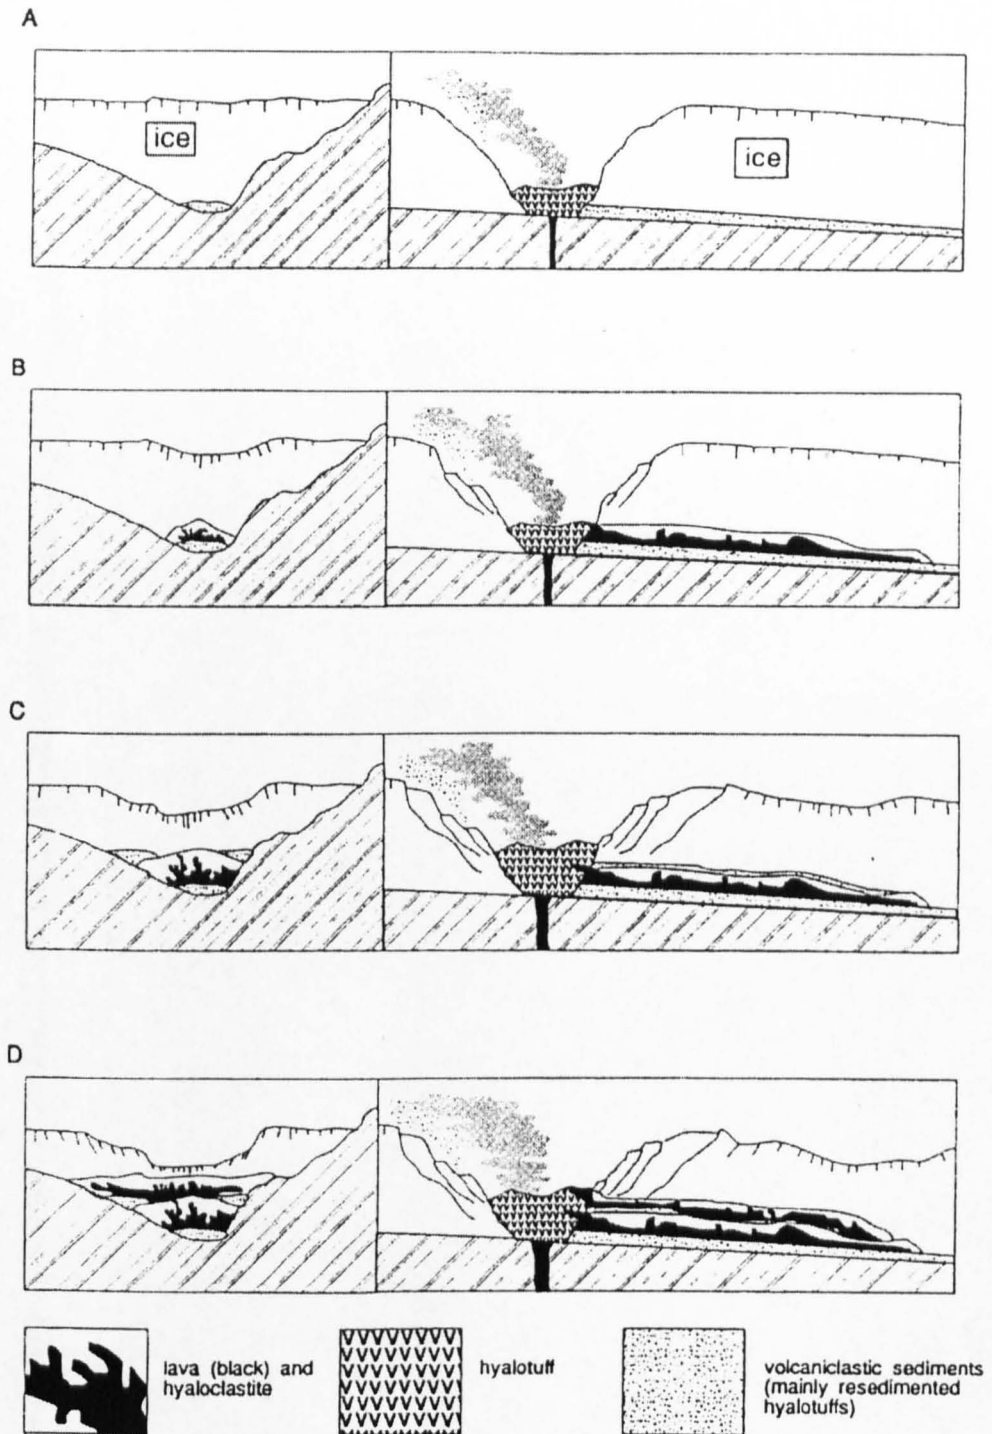 A
ice
ice
B
C
D
lava (black) and
hyaloclastite
hyalotuff
volcaniclastic sediments
(mainly resedimented
hyalotuffs)